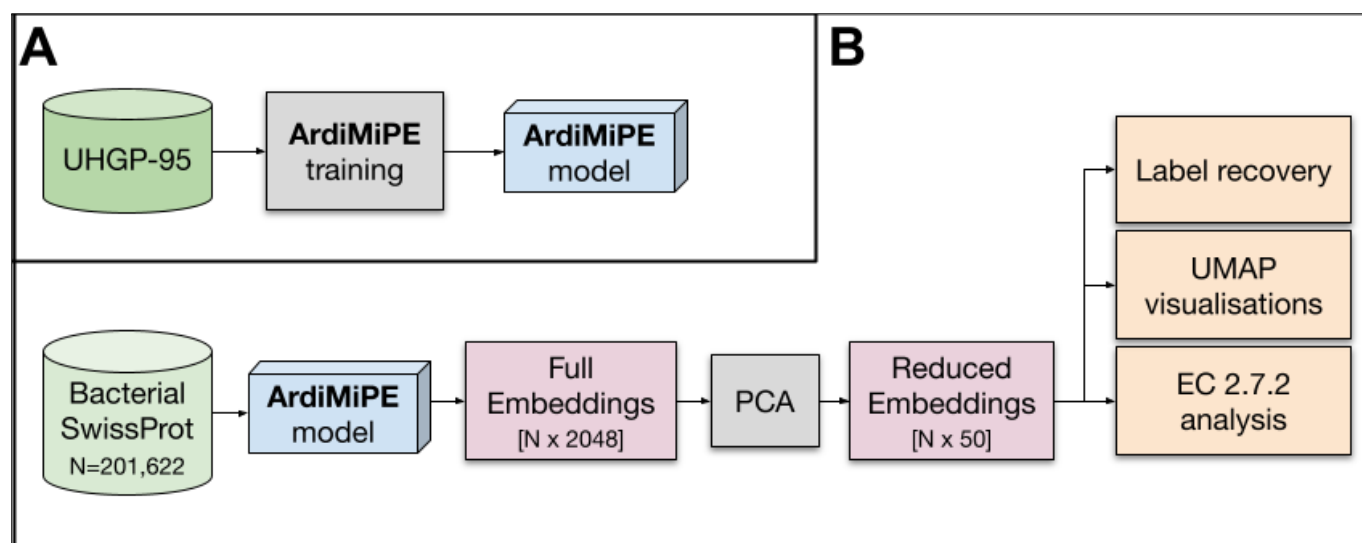 A
UHGP-95
ArdiMiPE
training
ArdiMiPE
model
B
Label recovery
UMAP
visualisations
EC 2.7.2
analysis
Bacterial
SwissProt
N=201,622
ArdiMiPE
model
Full
Embeddings
[N x 2048]
PCA
Reduced
Embeddings
[N x 50]